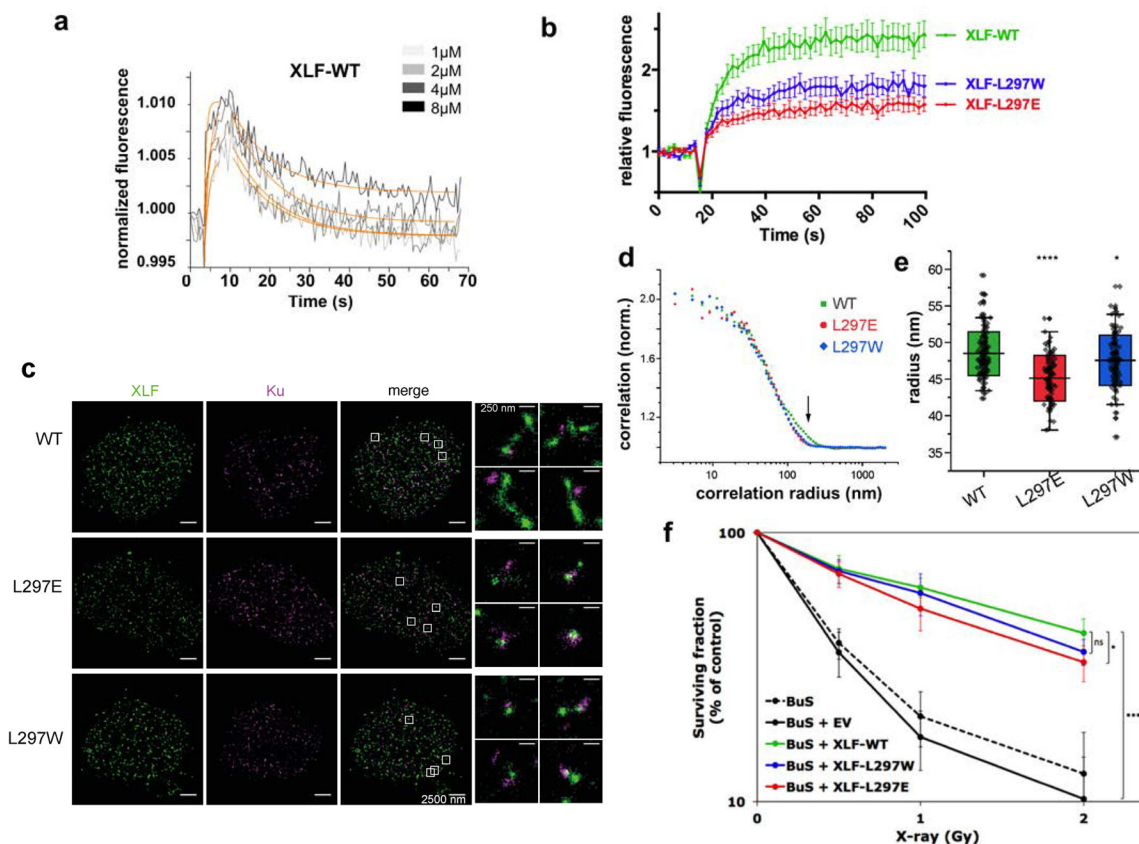 a
XLF-WT
1μM
2μM
4μM
8μM
normalized fluorescence
1.010
1.005
1.000
0.995
0 10 20 30 40 50 60 70
Time (s)
b
relative fluorescence
2
1
0 20 40 60 80 100
Time (s)
XLF-WT
XLF-L297W
XLF-L297E
c
XLF Ku merge
WT
L297E
L297W
250 nm
2500 nm
d
correlation (norm.)
2.0
1.6
1.2
10 100 1000
correlation radius (nm)
WT
L297E
L297W
e
radius (nm)
60
55
50
45
40
35
**** *
WT L297E L297W
f
Surviving fraction
(% of control)
100
10
0 1 2
X-ray (Gy)
BuS
BuS + EV
BuS + XLF-WT
BuS + XLF-L297W
BuS + XLF-L297E
ns
*